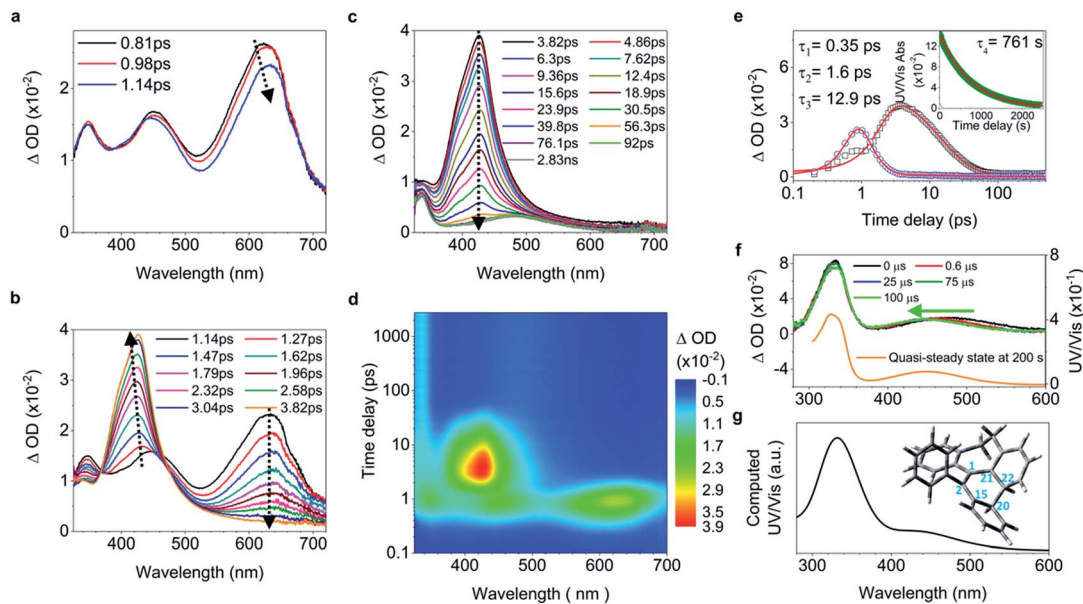 a
Δ OD (x10-2)
2
1
0
0.81ps
0.98ps
1.14ps
400 500 600 700
Wavelength (nm)
b
Δ OD (x10-2)
4
3
2
1
0
1.14ps 1.27ps
1.47ps 1.62ps
1.79ps 1.96ps
2.32ps 2.58ps
3.04ps 3.82ps
400 500 600 700
Wavelength (nm)
c
Δ OD (x10-2)
4
3
2
1
0
3.82ps 4.86ps
6.3ps 7.62ps
9.36ps 12.4ps
15.6ps 18.9ps
23.9ps 30.5ps
39.8ps 56.3ps
76.1ps 92ps
2.83ns
400 500 600 700
Wavelength (nm)
d
Time delay (ps)
1000
100
10
1
0.1
400 500 600 700
Wavelength ( nm )
Δ OD
(x10-2)
-0.1
0.5
1.1
1.7
2.3
2.9
3.5
3.9
e
Δ OD (x10-2)
6
4
2
0
τ1= 0.35 ps
τ2= 1.6 ps
τ3= 12.9 ps
UV/Vis Abs
(x10-2)
12
8
4
0
τ4= 761 s
0 1000 2000
Time delay (s)
0.1 1 10 100
Time delay (ps)
f
Δ OD (x10-2)
8
4
0
0 μs 0.6 μs
25 μs 75 μs
100 μs
Quasi-steady state at 200 s
8
4
0
UV/Vis (x10-1)
300 400 500 600
g
Computed
UV/Vis (a.u.)
1
21
22
2
15
20
300 400 500 600
Wavelength (nm)